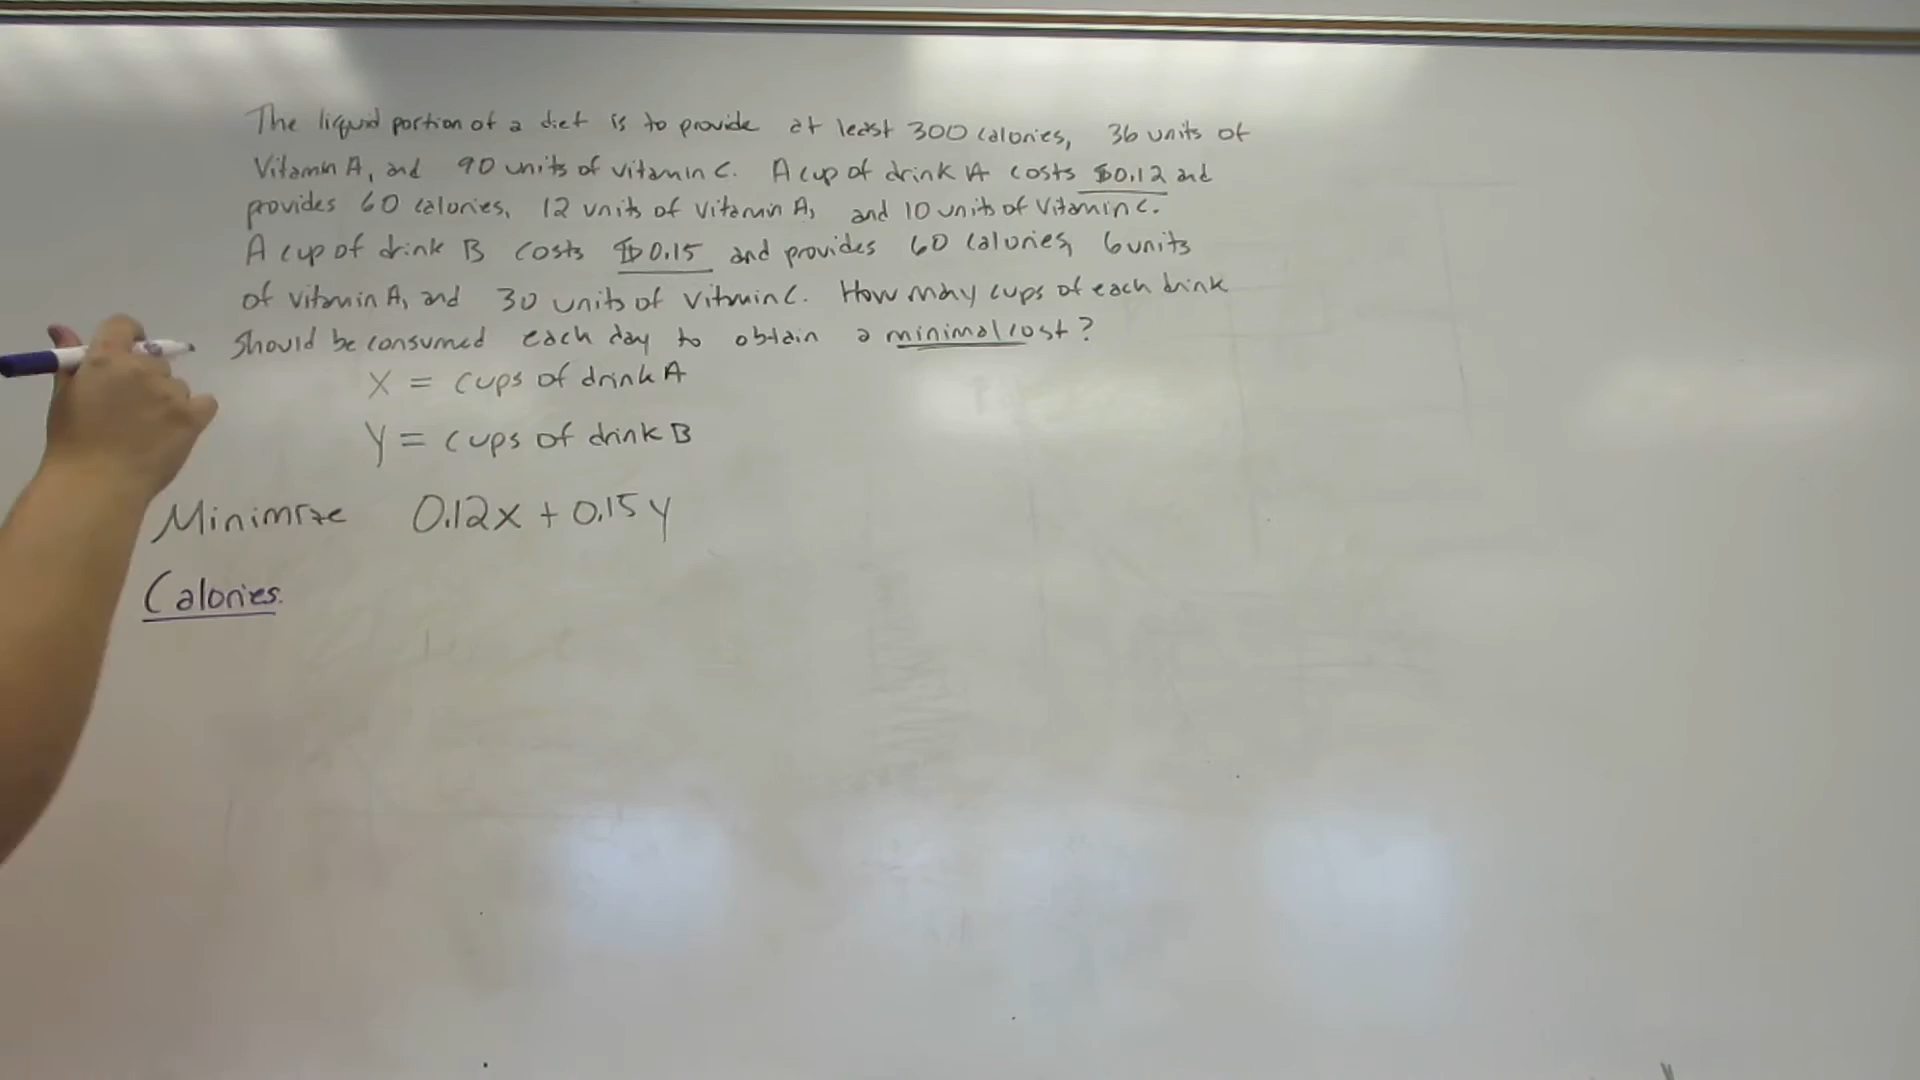 The liquid portion of a diet is to provide at least 300 calories, 36 units of
Vitamin A, and 90 units of vitamin C. A cup of drink A costs $0.12 and
provides 60 calories, 12 units of Vitamin A, and 10 units of Vitamin C.
A cup of drink B costs $0.15 and provides 60 calories, 6 units
of vitamin A, and 30 units of Vitamin C. How may cups of each drink
should be consumed each day to obtain a minimal cost?
X = cups of drink A
Y = cups of drink B
Minimize 0.12x + 0.15y
Calories.